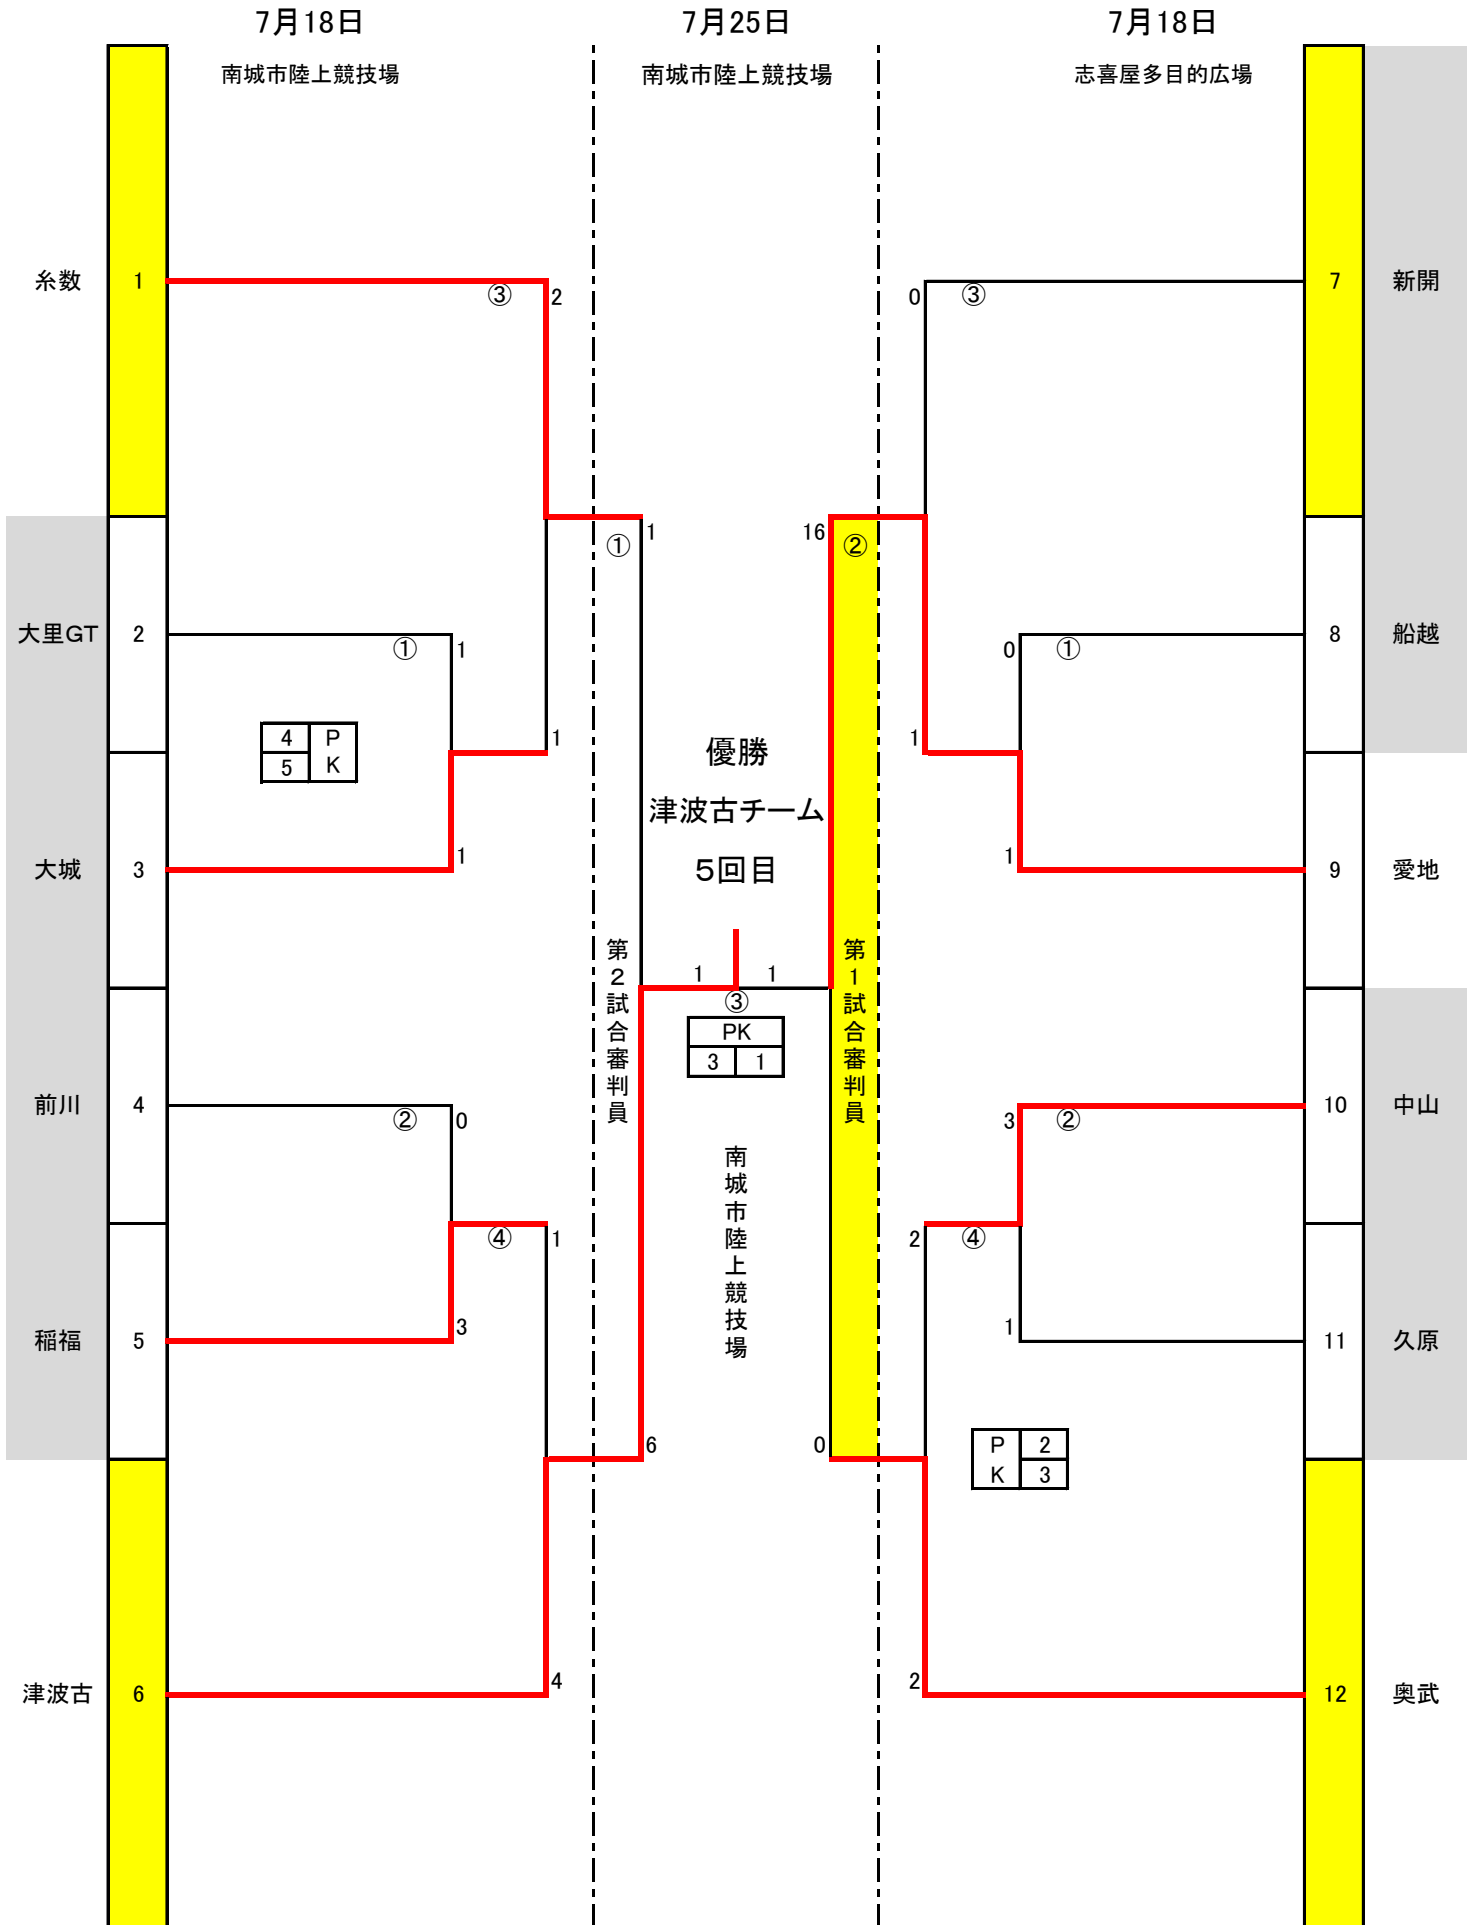 7月18日
7月25日
7月18日
南城市陸上競技場
南城市陸上競技場
志喜屋多目的広場
糸数
1
③
2
0
③
7
新開
1
①
16
②
大里GT
2
①
1
0
①
8
船越
4
P
5
K
1
優勝
1
津波古チーム
大城
3
1
5回目
1
9
愛地
第2試合審判員
1
1
第1試合審判員
③
PK
3
1
前川
4
②
0
3
②
10
中山
南城市陸上競技場
④
1
2
④
稲福
5
3
1
11
久原
6
0
P
2
K
3
津波古
6
4
2
12
奥武